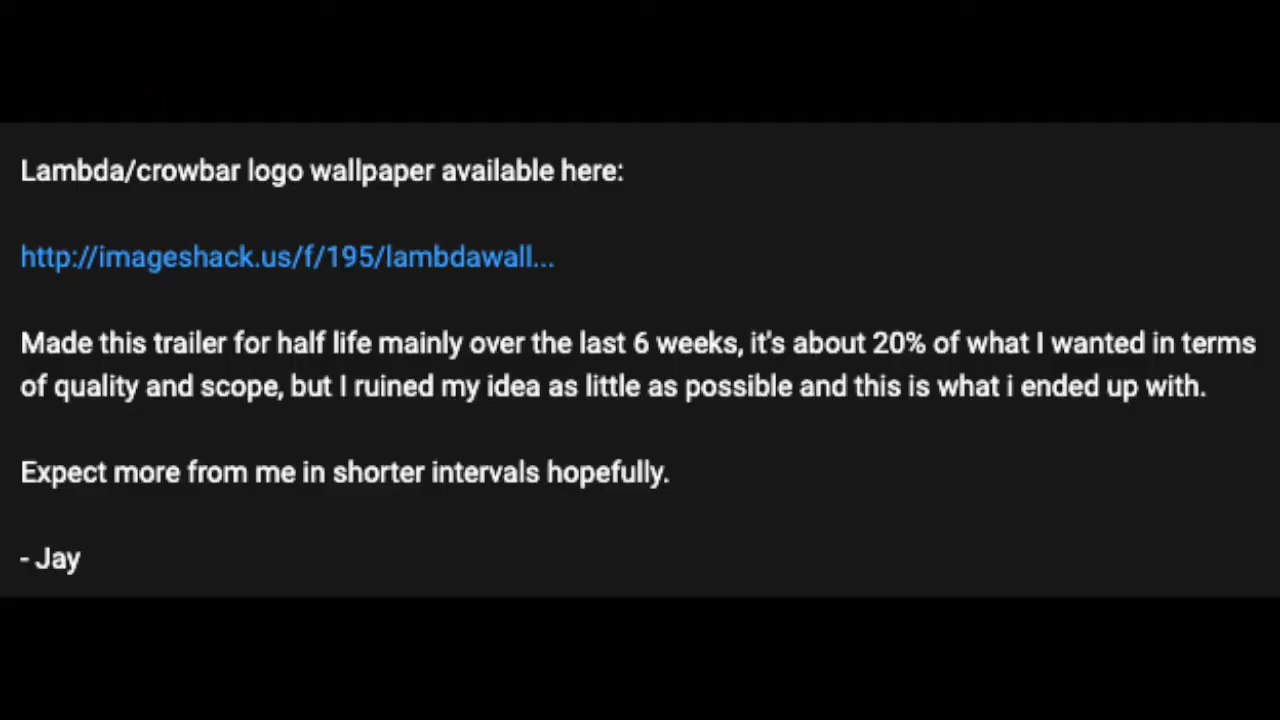 Lambda/crowbar logo wallpaper available here:
http://imageshack.us/f/195/lambdawall...
Made this trailer for half life mainly over the last 6 weeks, it's about 20% of what I wanted in terms
of quality and scope, but I ruined my idea as little as possible and this is what i ended up with.
Expect more from me in shorter intervals hopefully.
- Jay